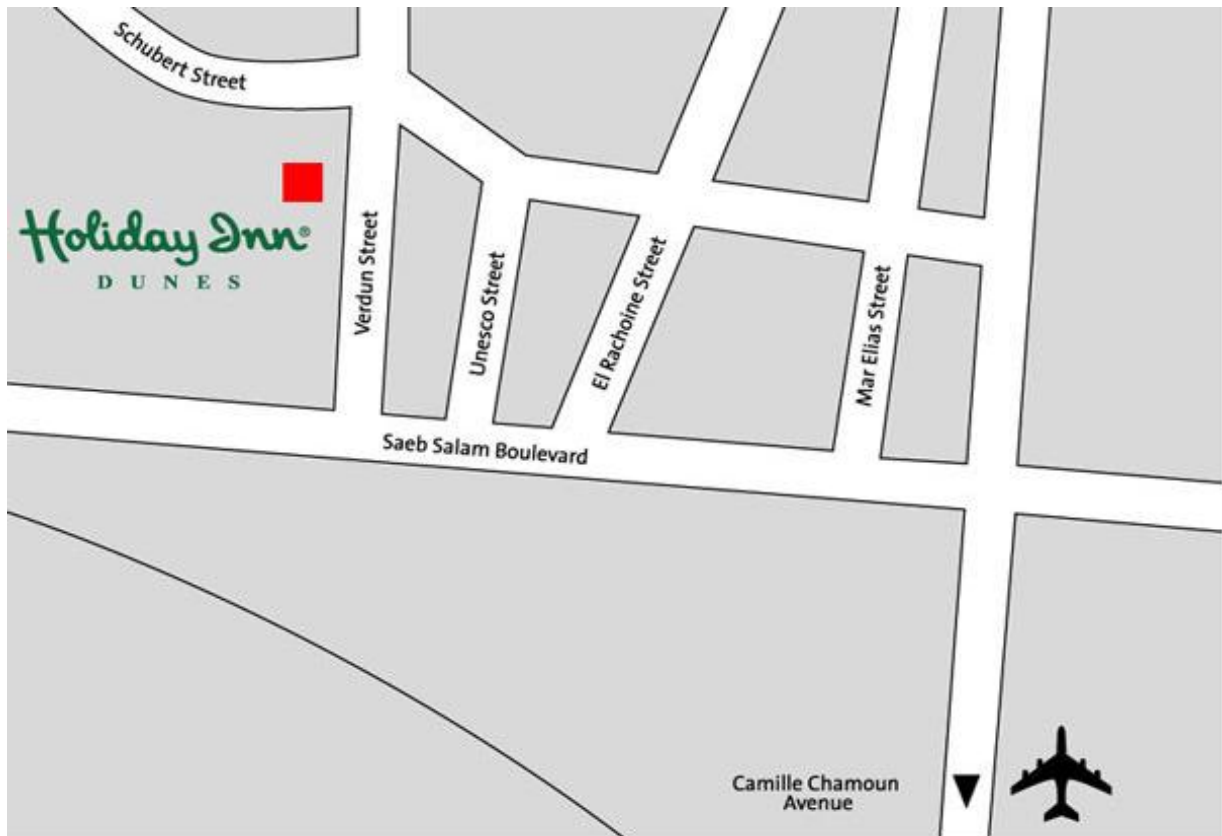 Schubert Street
Holiday Inn®
DUNES
Verdun Street
Unesco Street
El Rachoine Street
Mar Elias Street
Saeb Salam Boulevard
Camille Chamoun
Avenue